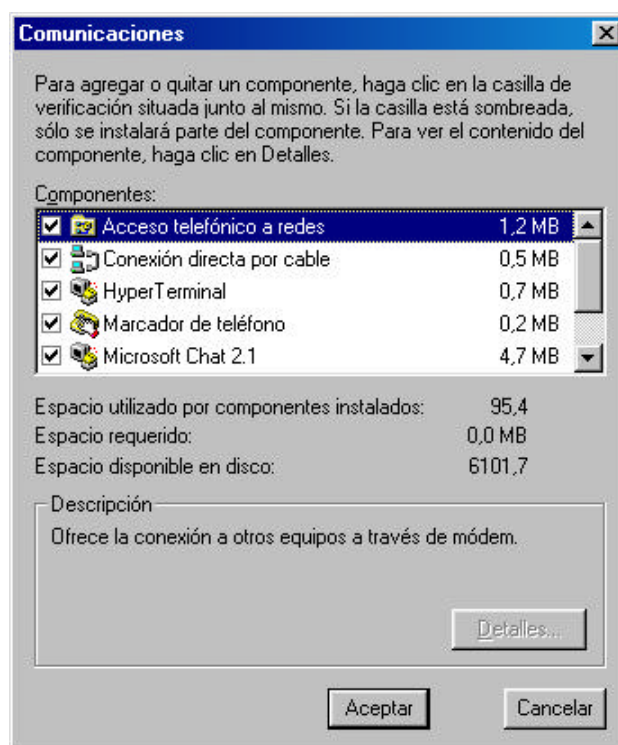 Comunicaciones
Para agregar o quitar un componente, haga clic en la casilla de
verificación situada junto al mismo. Si la casilla está sombreada,
sólo se instalará parte del componente. Para ver el contenido del
componente, haga clic en Detalles.
Componentes:
Acceso telefónico a redes 1,2 MB
Conexión directa por cable 0,5 MB
HyperTerminal 0,7 MB
Marcador de teléfono 0,2 MB
Microsoft Chat 2.1 4,7 MB
Espacio utilizado por componentes instalados: 95,4
Espacio requerido: 0,0 MB
Espacio disponible en disco: 6101,7
Descripción
Ofrece la conexión a otros equipos a través de módem.
Detalles...
Aceptar Cancelar